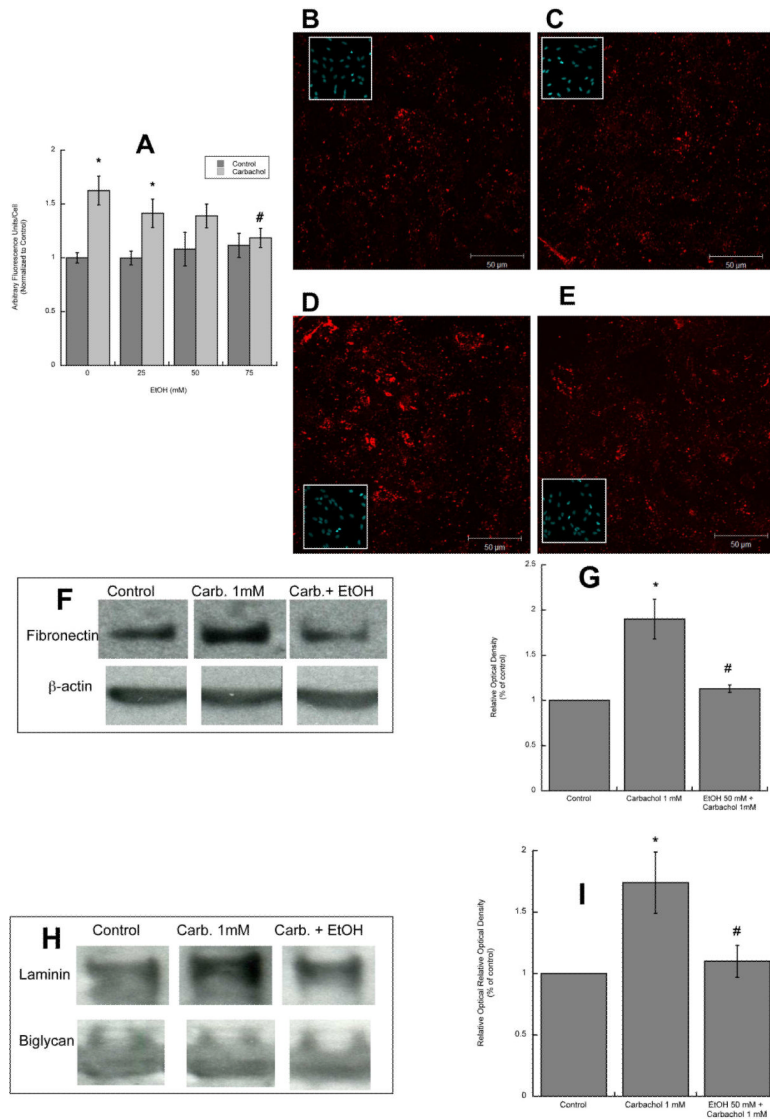 B
C
A
2
1.5
1
1.5
0
*
*
#
Control
Carbachol
Arbitrary Fluorescence Units/Cell
(Normalized to Control)
0
25
50
75
EtOH (mM)
50 µm
50 µm
D
E
50 µm
50 µm
F
Control
Carb. 1mM
Carb.+ EtOH
Fibronectin
β-actin
G
2.5
2
1.5
1
0.5
0
*
#
Relative Optical Density
(% of control)
Control
Carbachol 1 mM
EtOH 50 mM +
Carbachol 1mM
H
Control
Carb. 1mM
Carb. + EtOH
Laminin
Biglycan
I
2
1.5
1
0.5
0
*
#
Relative Optical Relative Optical Density
(% of control)
Control
Carbachol 1 mM
EtOH 50 mM +
Carbachol 1 mM